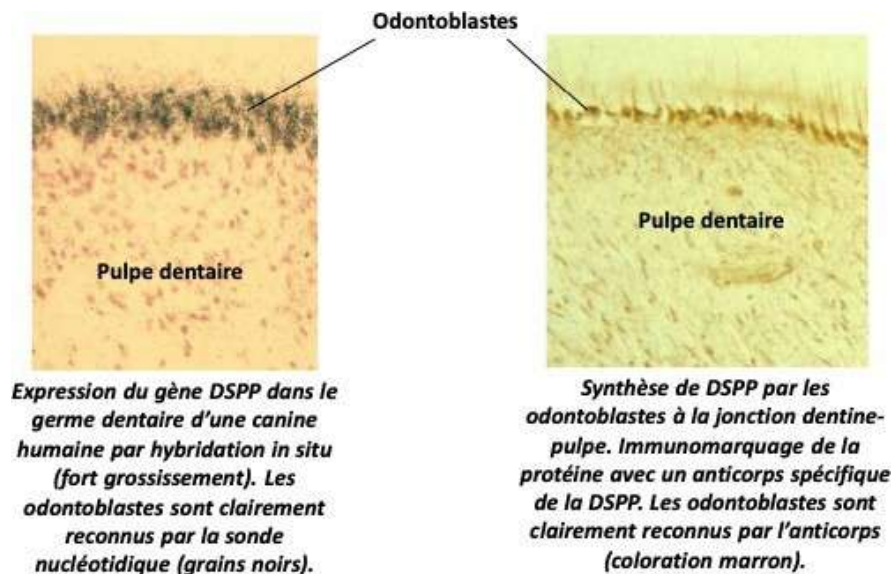 Odontoblastes
Pulpe dentaire
Expression du gène DSPP dans le
germe dentaire d'une canine
humaine par hybridation in situ
(fort grossissement). Les
odontoblastes sont clairement
reconnus par la sonde
nucléotidique (grains noirs).
Pulpe dentaire
Synthèse de DSPP par les
odontoblastes à la jonction dentine-
pulpe. Immunomarquage de la
protéine avec un anticorps spécifique
de la DSPP. Les odontoblastes sont
clairement reconnus par l'anticorps
(coloration marron).